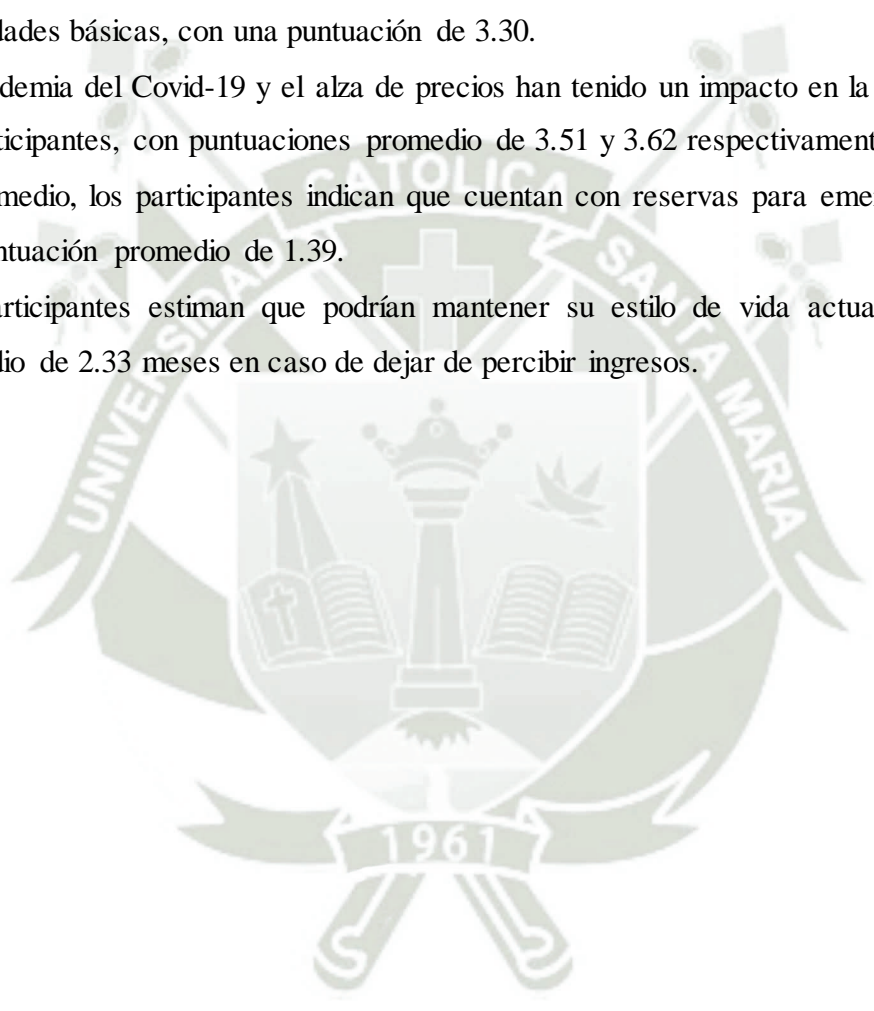 dades básicas, con una puntuación de 3.30.
demia del Covid-19 y el alza de precios han tenido un impacto en la
ticipantes, con puntuaciones promedio de 3.51 y 3.62 respectivament
medio, los participantes indican que cuentan con reservas para emer
ntuación promedio de 1.39.
articipantes estiman que podrían mantener su estilo de vida actua
dio de 2.33 meses en caso de dejar de percibir ingresos.
UNIVERSIDAD CATOLICA SANTA MARIA
1961